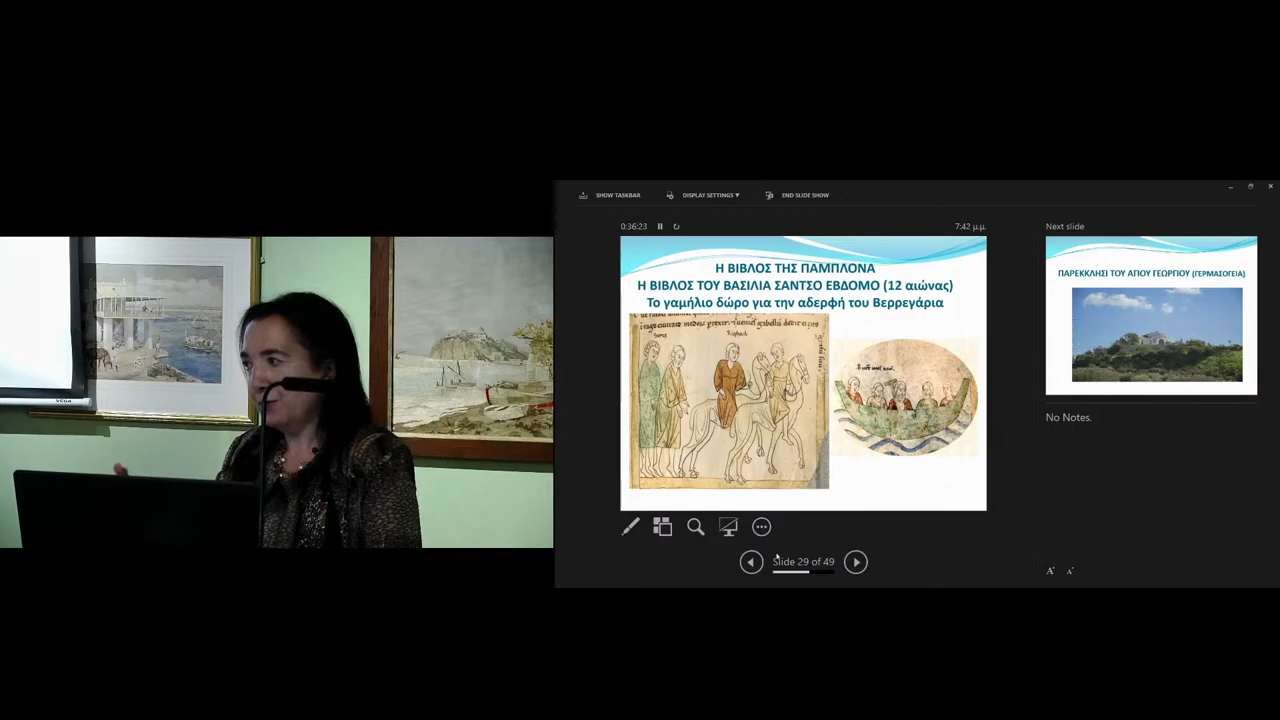 SHOW TASKBAR
DISPLAY SETTINGS ▾
END SLIDE SHOW
0:36:23
7:42 μ.μ.
Next slide
Η ΒΙΒΛΟΣ ΤΗΣ ΠΑΜΠΛΟΝΑ
Η ΒΙΒΛΟΣ ΤΟΥ ΒΑΣΙΛΙΑ ΣΑΝΤΣΟ ΕΒΔΟΜΟ (12 αιώνας)
Το γαμήλιο δώρο για την αδερφή του Βερρεγάρια
ΠΑΡΕΚΚΛΗΣΙ ΤΟΥ ΑΓΙΟΥ ΓΕΩΡΓΙΟΥ (ΓΕΡΜΑΣΟΓΕΙΑ)
No Notes.
Slide 29 of 49